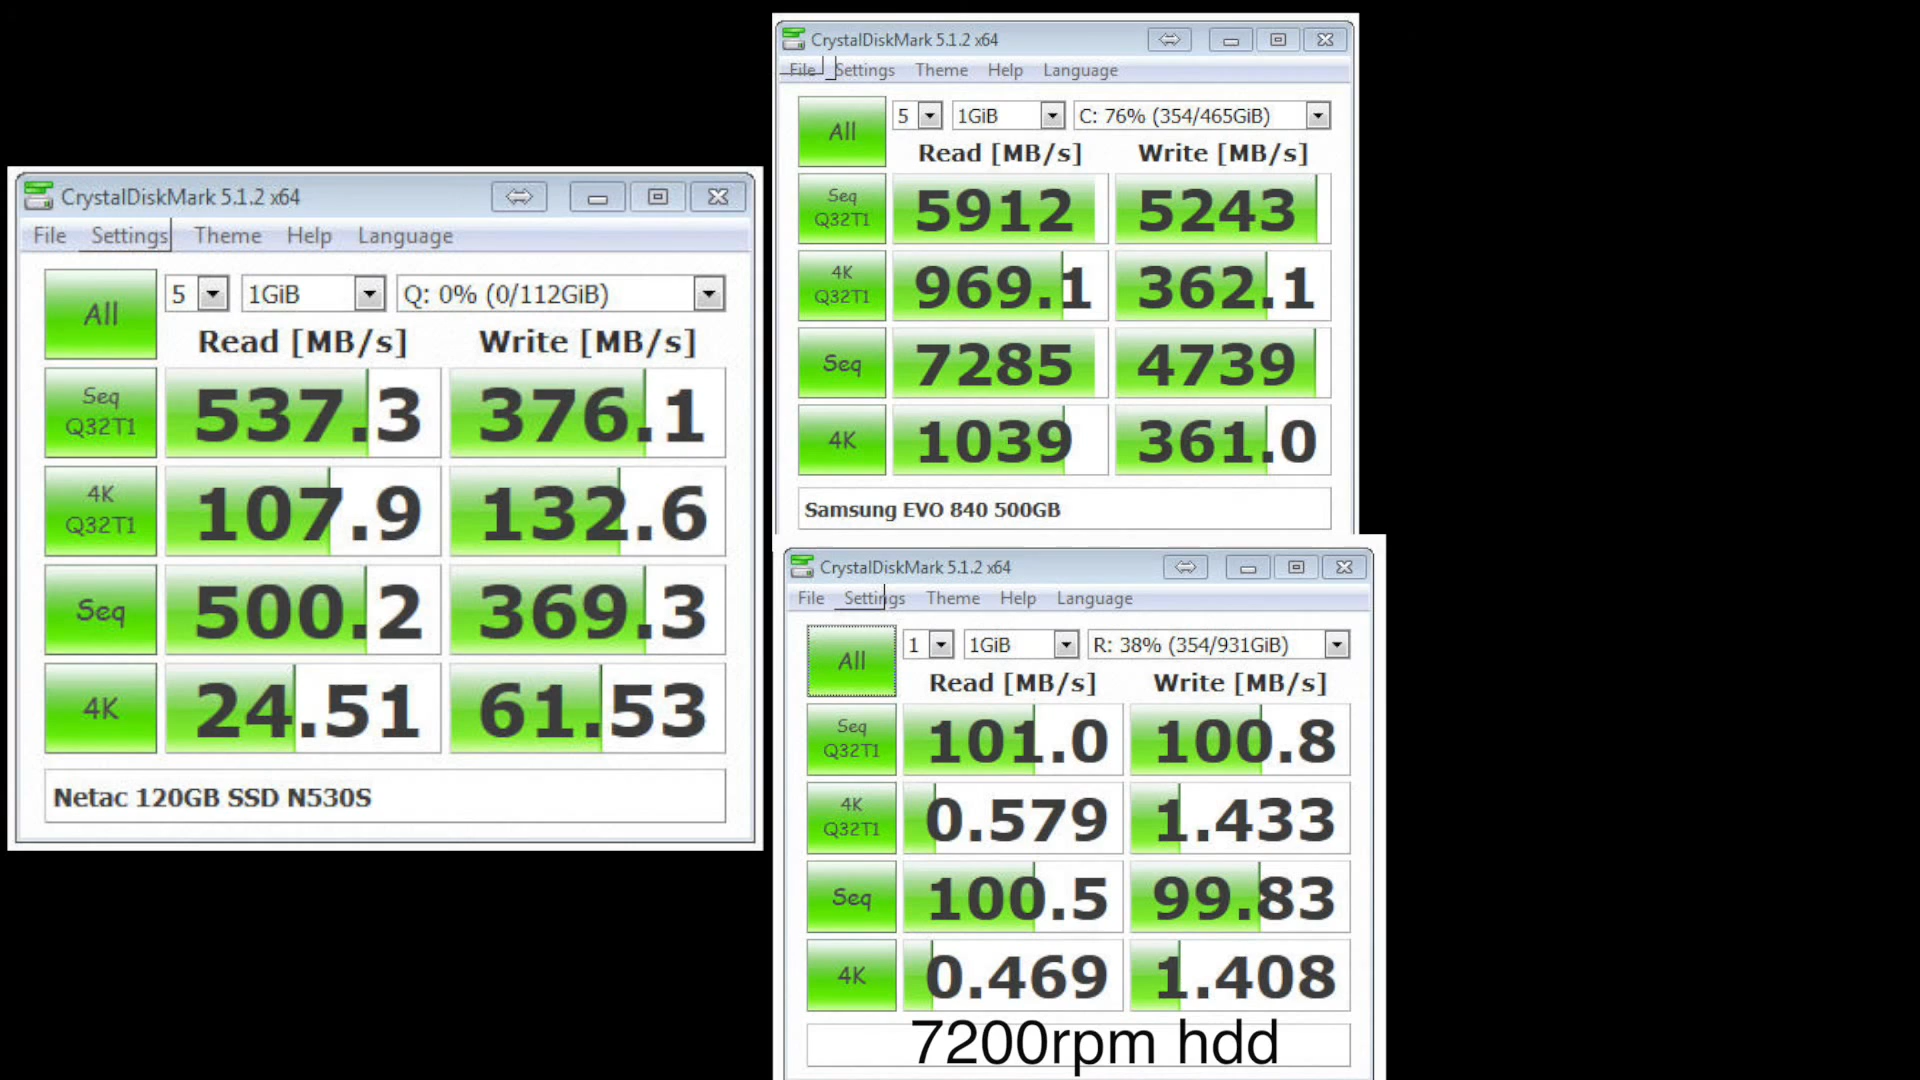 CrystalDiskMark 5.1.2 x64
File Settings Theme Help Language
All 5 1GiB Q: 0% (0/112GiB)
Read [MB/s] Write [MB/s]
Seq Q32T1 537.3 376.1
4K Q32T1 107.9 132.6
Seq 500.2 369.3
4K 24.51 61.53
Netac 120GB SSD N530S
CrystalDiskMark 5.1.2 x64
File Settings Theme Help Language
All 5 1GiB C: 76% (354/465GiB)
Read [MB/s] Write [MB/s]
Seq Q32T1 5912 5243
4K Q32T1 969.1 362.1
Seq 7285 4739
4K 1039 361.0
Samsung EVO 840 500GB
CrystalDiskMark 5.1.2 x64
File Settings Theme Help Language
All 1 1GiB R: 38% (354/931GiB)
Read [MB/s] Write [MB/s]
Seq Q32T1 101.0 100.8
4K Q32T1 0.579 1.433
Seq 100.5 99.83
4K 0.469 1.408
7200rpm hdd